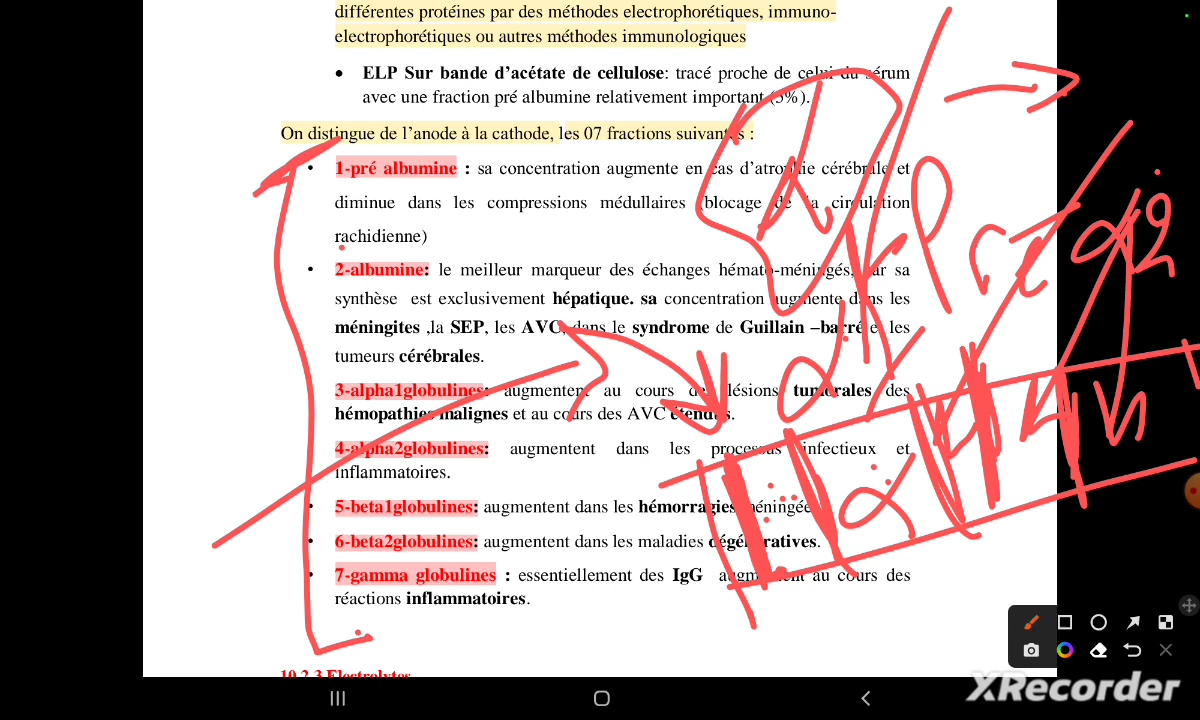 différentes protéines par des méthodes electrophorétiques, immuno-
electrophorétiques ou autres méthodes immunologiques
• ELP Sur bande d’acétate de cellulose: tracé proche de celui du sérum
avec une fraction pré albumine relativement important (5%).
On distingue de l’anode à la cathode, les 07 fractions suivantes :
• 1-pré albumine : sa concentration augmente en cas d’atrophie cérébrale et
diminue dans les compressions médullaires (blocage de la circulation
rachidienne)
• 2-albumine: le meilleur marqueur des échanges hémato-méningés, car sa
synthèse est exclusivement hépatique. sa concentration augmente dans les
méningites ,la SEP, les AVC, dans le syndrome de Guillain –barré et les
tumeurs cérébrales.
• 3-alpha1globulines: augmentent au cours des lésions tumorales des
hémopathies malignes et au cours des AVC étendus.
4-alpha2globulines: augmentent dans les processus infectieux et
inflammatoires.
• 5-beta1globulines: augmentent dans les hémorragies méningée
• 6-beta2globulines: augmentent dans les maladies dégénératives.
• 7-gamma globulines : essentiellement des IgG augmentent au cours des
réactions inflammatoires.
10.2.3 Electrolytes
XRecorder